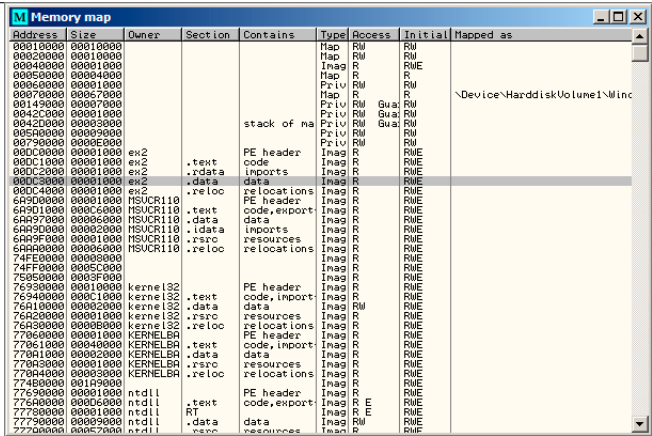 M Memory map
Address Size Owner Section Contains Type Access Initial Mapped as
00010000 00010000 Map RW RW
00020000 00010000 Map RW RW
00040000 00001000 Imag R RWE
00050000 00004000 Map R R
00060000 00001000 Priv RW RW
00070000 00067000 Map R R \Device\HarddiskVolume1\Winc
00149000 00007000 Priv RW Gua: RW
0042C000 00001000 Priv RW Gua: RW
0042D000 00003000 stack of ma Priv RW Gua: RW
005A0000 00009000 Priv RW RW
00790000 0000E000 Priv RW RW
00DC0000 00001000 ex2 PE header Imag R RWE
00DC1000 00001000 ex2 .text code Imag R RWE
00DC2000 00001000 ex2 .rdata imports Imag R RWE
00DC3000 00001000 ex2 .data data Imag R RWE
00DC4000 00001000 ex2 .reloc relocations Imag R RWE
6A9D0000 00001000 MSVCR110 PE header Imag R RWE
6A9D1000 000C6000 MSVCR110 .text code,export Imag R RWE
6AA97000 00006000 MSVCR110 .data data Imag R RWE
6AA9D000 00002000 MSVCR110 .idata imports Imag R RWE
6AA9F000 00001000 MSVCR110 .rsrc resources Imag R RWE
6AAA0000 00006000 MSVCR110 .reloc relocations Imag R RWE
74FE0000 00008000 Imag R RWE
74FF0000 0005C000 Imag R RWE
75050000 0003F000 Imag R RWE
76930000 00010000 kernel32 PE header Imag R RWE
76940000 000C1000 kernel32 .text code,import Imag R RWE
76A10000 00002000 kernel32 .data data Imag RW RWE
76A20000 00001000 kernel32 .rsrc resources Imag R RWE
76A30000 0000B000 kernel32 .reloc relocations Imag R RWE
77060000 00001000 KERNELBA PE header Imag R RWE
77061000 00040000 KERNELBA .text code,import Imag R RWE
770A1000 00002000 KERNELBA .data data Imag R RWE
770A3000 00001000 KERNELBA .rsrc resources Imag R RWE
770A4000 00003000 KERNELBA .reloc relocations Imag R RWE
774B0000 001A9000 Imag R RWE
77690000 00001000 ntdll PE header Imag R RWE
776A0000 000D6000 ntdll .text code,export Imag R E RWE
77780000 00001000 ntdll RT Imag R E RWE
77790000 00009000 ntdll .data data Imag RW RWE
777A0000 00057000 ntdll .rsrc resources Imag R RWE